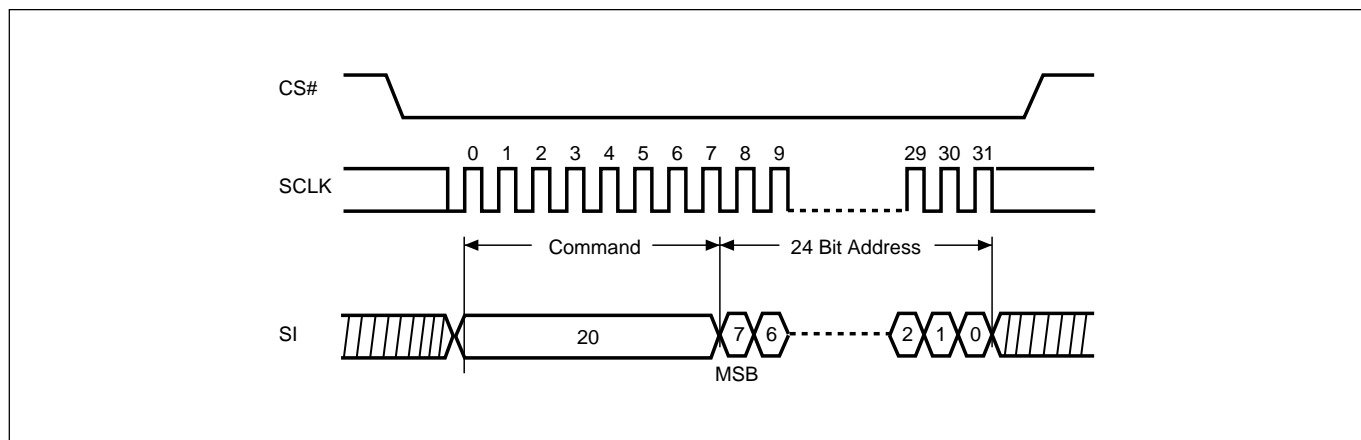 CS#
0 1 2 3 4 5 6 7 8 9 29 30 31
SCLK
Command 24 Bit Address
SI 20 7 6 2 1 0
MSB